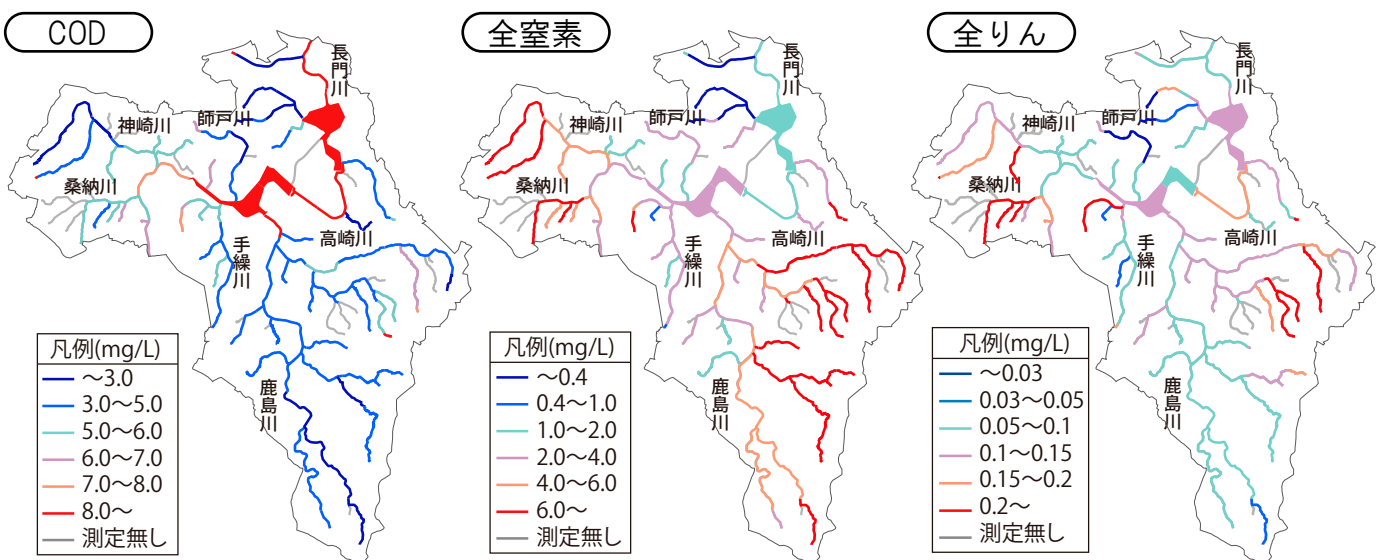 COD
長門川
神崎川
師戸川
桑納川
手繰川
高崎川
鹿島川
凡例(mg/L)
～3.0
3.0～5.0
5.0～6.0
6.0～7.0
7.0～8.0
8.0～
測定無し
全窒素
長門川
神崎川
師戸川
桑納川
手繰川
高崎川
鹿島川
凡例(mg/L)
～0.4
0.4～1.0
1.0～2.0
2.0～4.0
4.0～6.0
6.0～
測定無し
全りん
長門川
神崎川
師戸川
桑納川
手繰川
高崎川
鹿島川
凡例(mg/L)
～0.03
0.03～0.05
0.05～0.1
0.1～0.15
0.15～0.2
0.2～
測定無し